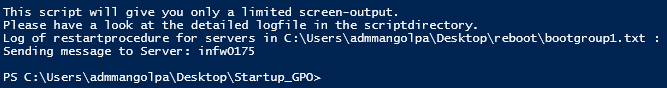 This script will give you only a limited screen-output.
Please have a look at the detailed logfile in the scriptdirectory.
Log of restartprocedure for servers in C:\Users\admmangolpa\Desktop\reboot\bootgroup1.txt :
Sending message to Server: infw0175
PS C:\Users\admmangolpa\Desktop\Startup_GPO>